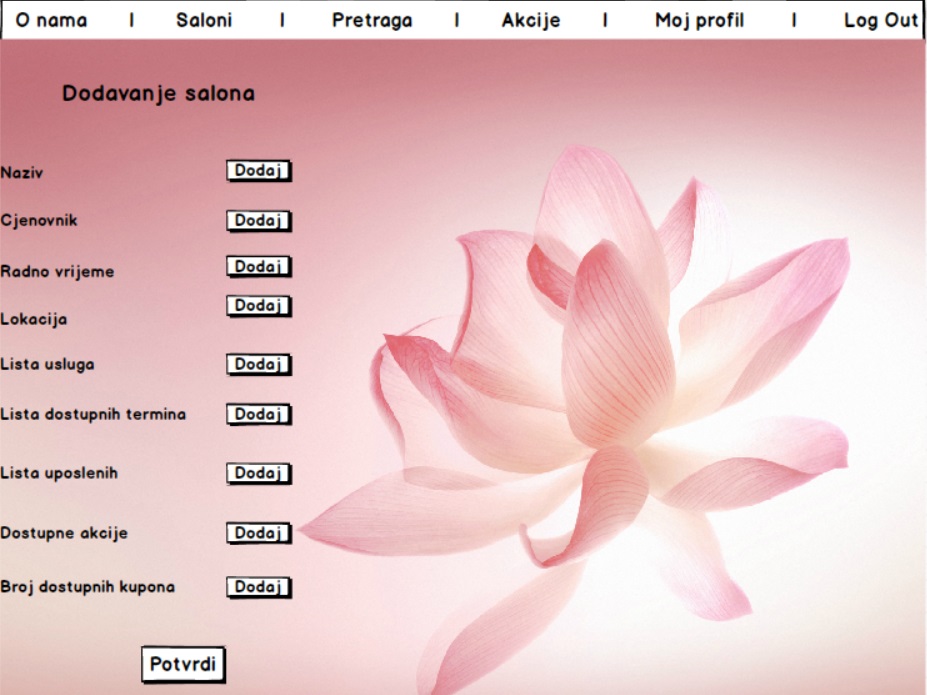 O nama | Saloni | Pretraga | Akcije | Moj profil | Log Out
Dodavanje salona
Naziv Dodaj
Cjenovnik Dodaj
Radno vrijeme Dodaj
Lokacija Dodaj
Lista usluga Dodaj
Lista dostupnih termina Dodaj
Lista uposlenih Dodaj
Dostupne akcije Dodaj
Broj dostupnih kupona Dodaj
Potvrdi